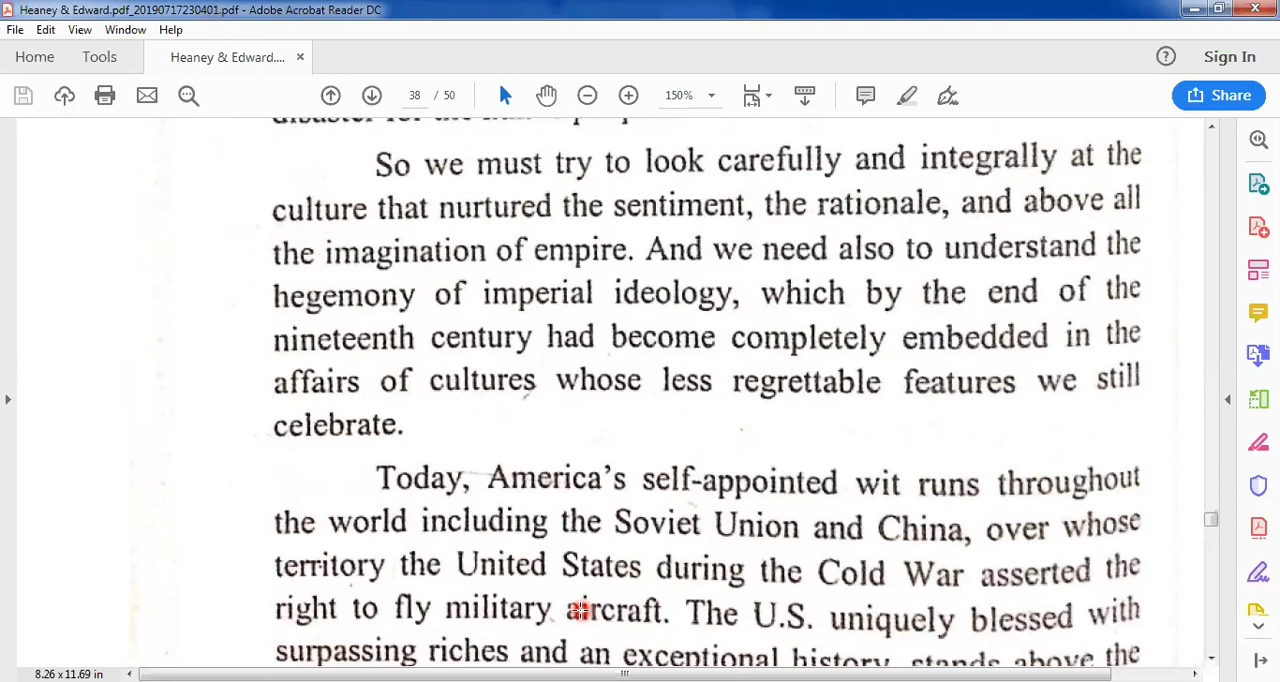 Heaney & Edward.pdf_20190717230401.pdf - Adobe Acrobat Reader DC
File Edit View Window Help
Home Tools Heaney & Edward.... × Sign In
38 / 50 150% Share
So we must try to look carefully and integrally at the
culture that nurtured the sentiment, the rationale, and above all
the imagination of empire. And we need also to understand the
hegemony of imperial ideology, which by the end of the
nineteenth century had become completely embedded in the
affairs of cultures whose less regrettable features we still
celebrate.
Today, America's self-appointed wit runs throughout
the world including the Soviet Union and China, over whose
territory the United States during the Cold War asserted the
right to fly military aircraft. The U.S. uniquely blessed with
surpassing riches and an exceptional history, stands above the
8.26 x 11.69 in